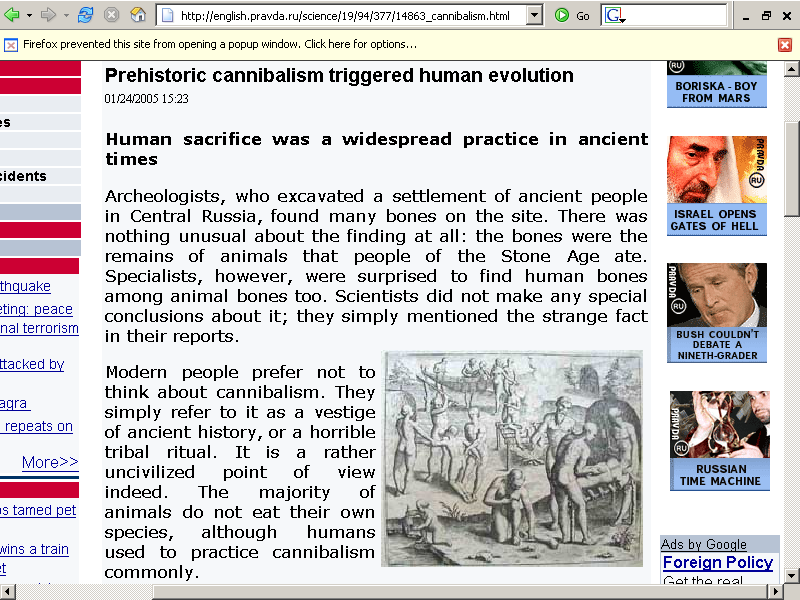 http://english.pravda.ru/science/19/94/377/14863_cannibalism.html
Go
G
Firefox prevented this site from opening a popup window. Click here for options...
es
cidents
thquake
eting: peace
nal terrorism
ttacked by
agra
repeats on
More>>
os tamed pet
wins a train
et
Prehistoric cannibalism triggered human evolution
01/24/2005 15:23
Human sacrifice was a widespread practice in ancient
times
Archeologists, who excavated a settlement of ancient people
in Central Russia, found many bones on the site. There was
nothing unusual about the finding at all: the bones were the
remains of animals that people of the Stone Age ate.
Specialists, however, were surprised to find human bones
among animal bones too. Scientists did not make any special
conclusions about it; they simply mentioned the strange fact
in their reports.
Modern people prefer not to
think about cannibalism. They
simply refer to it as a vestige
of ancient history, or a horrible
tribal ritual. It is a rather
uncivilized point of view
indeed. The majority of
animals do not eat their own
species, although humans
used to practice cannibalism
commonly.
RU
BORISKA - BOY
FROM MARS
PRAVDA
RU
ISRAEL OPENS
GATES OF HELL
PRAVDA
RU
BUSH COULDN'T
DEBATE A
NINETH-GRADER
PRAVDA
RU
RUSSIAN
TIME MACHINE
Ads by Google
Foreign Policy
Get the real